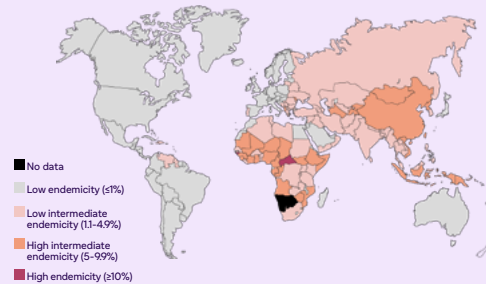 No data
Low endemicity (≤1%)
Low intermediate
endemicity (1.1-4.9%)
High intermediate
endemicity (5-9.9%)
High endemicity (≥10%)